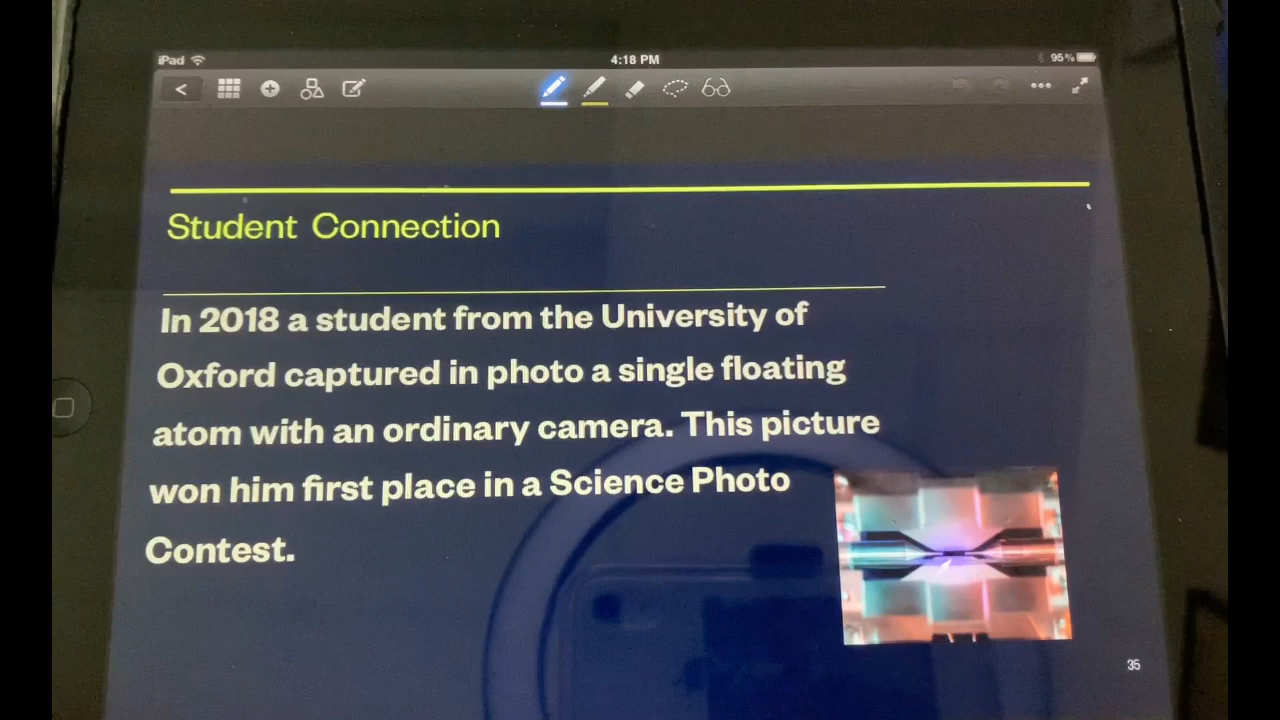 iPad 4:18 PM 95%
Student Connection
In 2018 a student from the University of
Oxford captured in photo a single floating
atom with an ordinary camera. This picture
won him first place in a Science Photo
Contest.
35